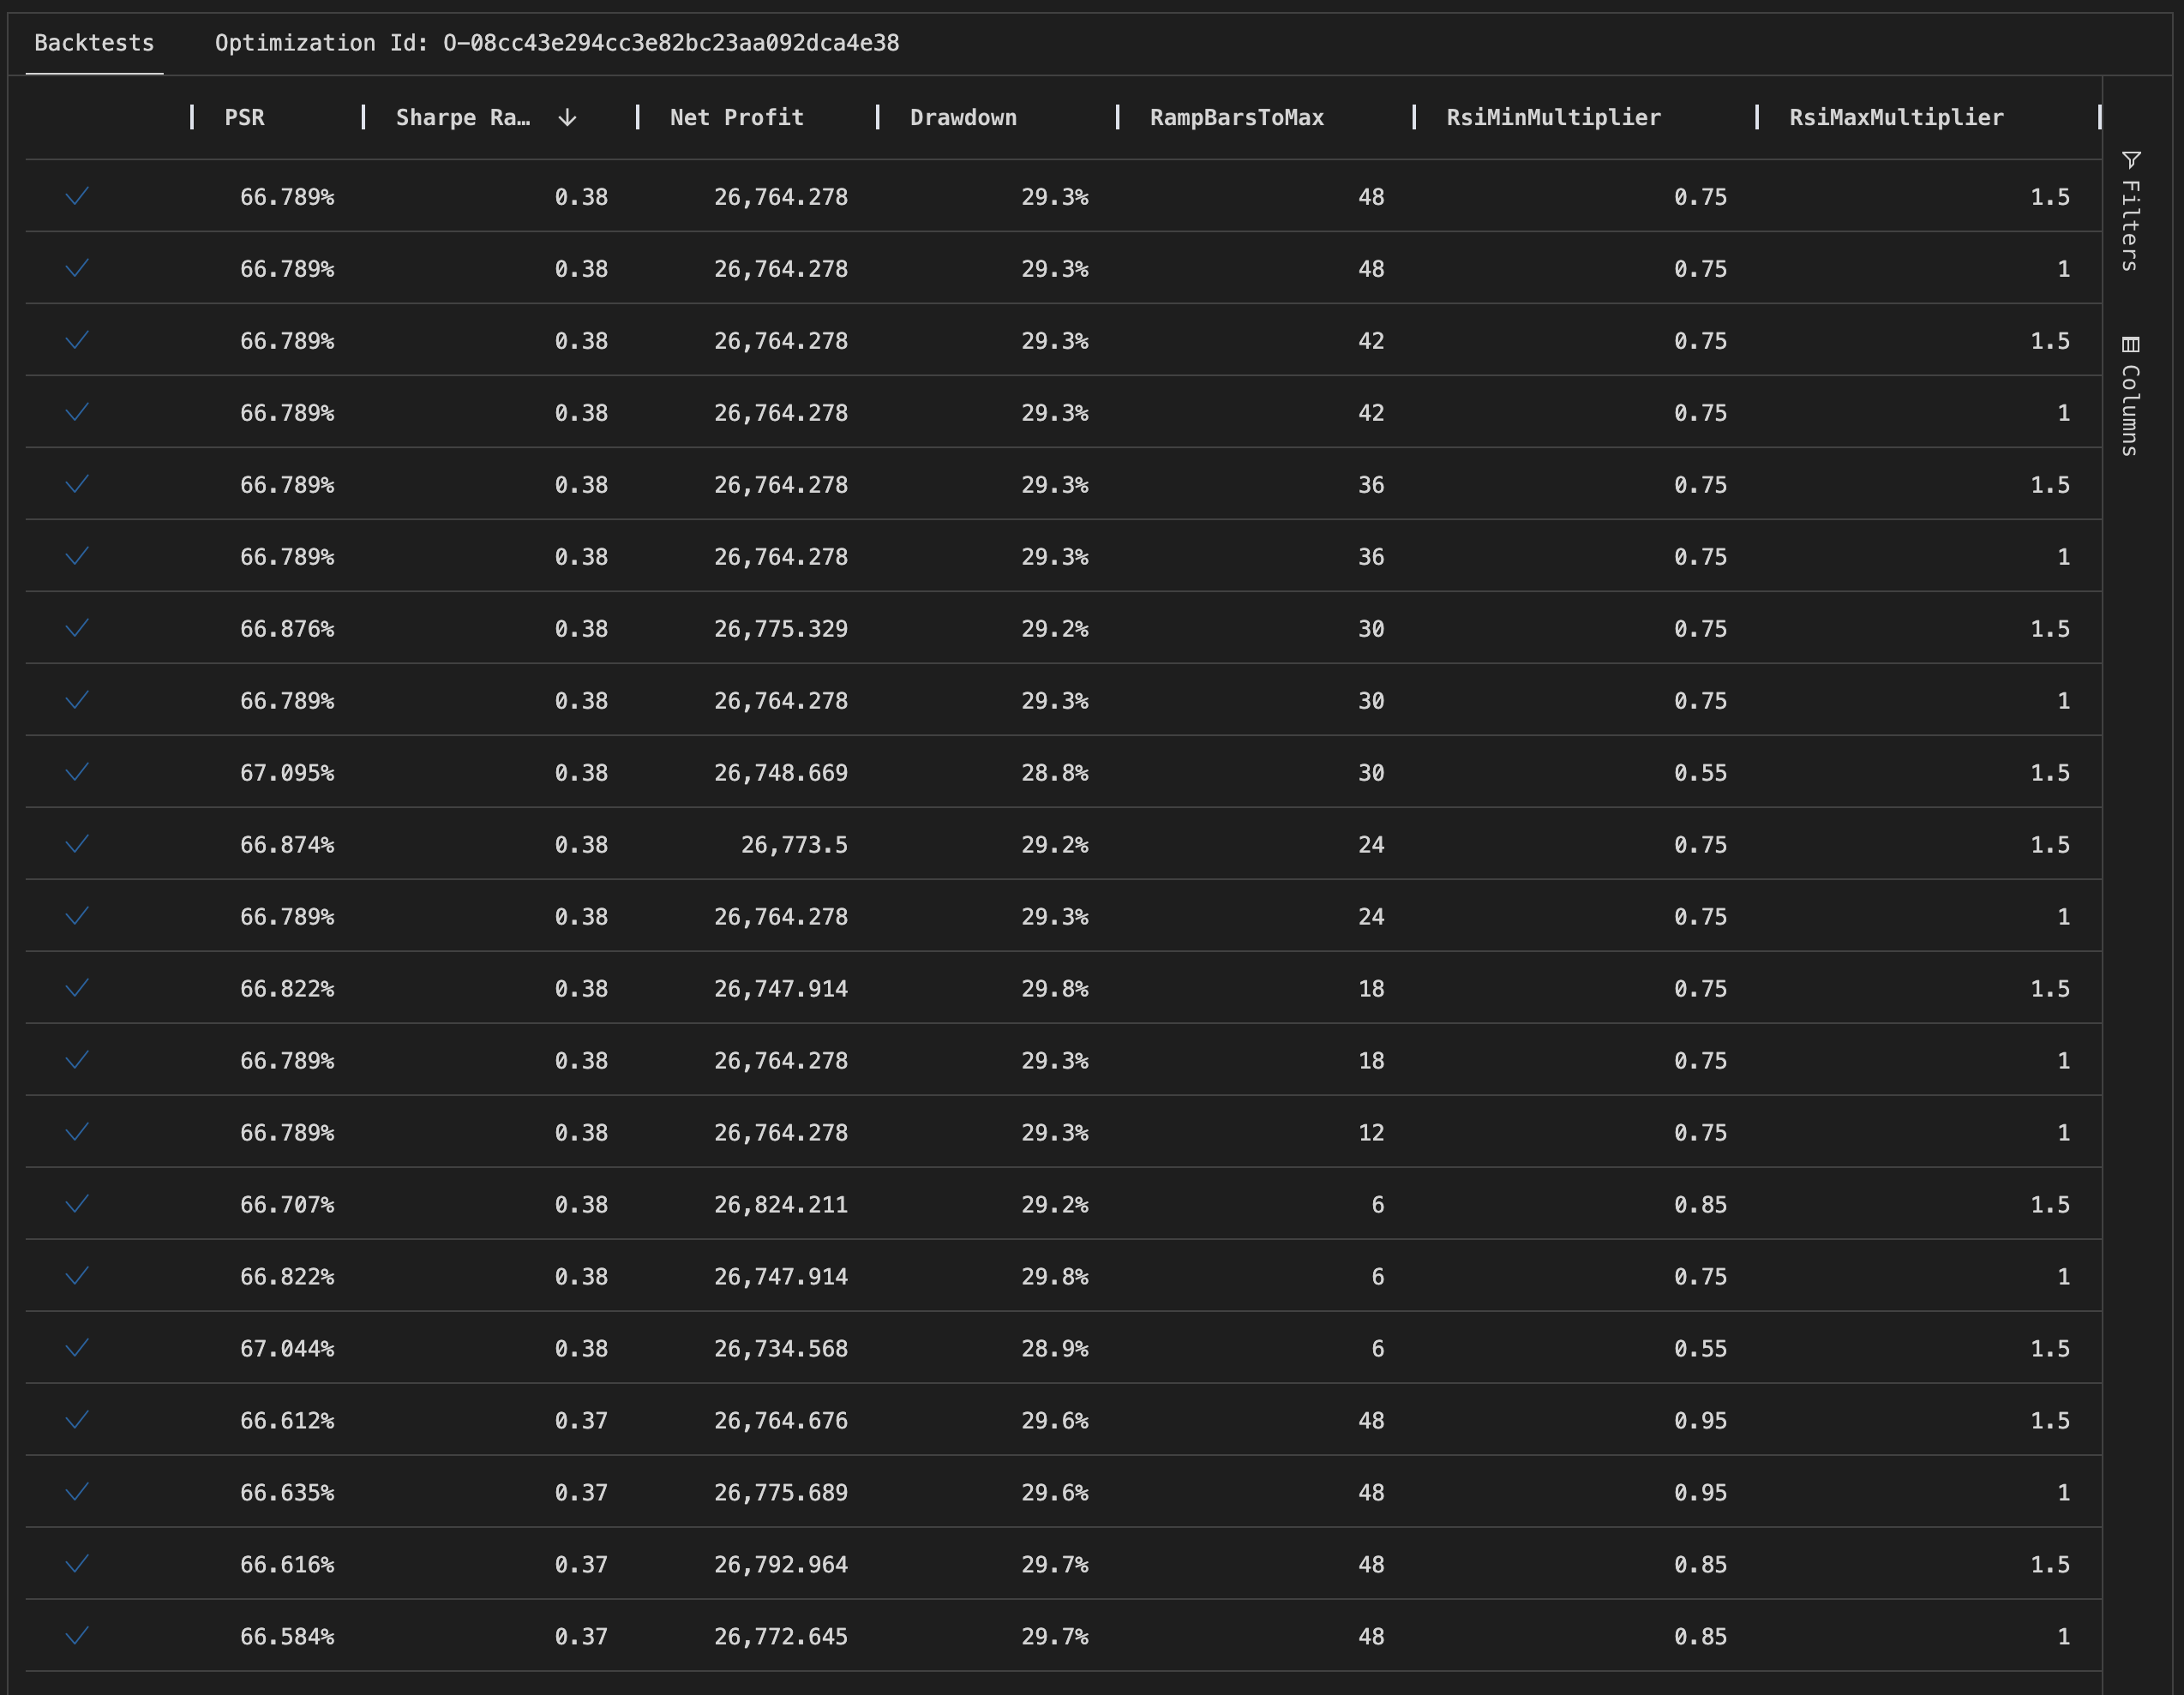 Backtests Optimization Id: O-08cc43e294cc3e82bc23aa092dca4e38
PSR Sharpe Ra… ↓ Net Profit Drawdown RampBarsToMax RsiMinMultiplier RsiMaxMultiplier
66.789% 0.38 26,764.278 29.3% 48 0.75 1.5
66.789% 0.38 26,764.278 29.3% 48 0.75 1
66.789% 0.38 26,764.278 29.3% 42 0.75 1.5
66.789% 0.38 26,764.278 29.3% 42 0.75 1
66.789% 0.38 26,764.278 29.3% 36 0.75 1.5
66.789% 0.38 26,764.278 29.3% 36 0.75 1
66.876% 0.38 26,775.329 29.2% 30 0.75 1.5
66.789% 0.38 26,764.278 29.3% 30 0.75 1
67.095% 0.38 26,748.669 28.8% 30 0.55 1.5
66.874% 0.38 26,773.5 29.2% 24 0.75 1.5
66.789% 0.38 26,764.278 29.3% 24 0.75 1
66.822% 0.38 26,747.914 29.8% 18 0.75 1.5
66.789% 0.38 26,764.278 29.3% 18 0.75 1
66.789% 0.38 26,764.278 29.3% 12 0.75 1
66.707% 0.38 26,824.211 29.2% 6 0.85 1.5
66.822% 0.38 26,747.914 29.8% 6 0.75 1
67.044% 0.38 26,734.568 28.9% 6 0.55 1.5
66.612% 0.37 26,764.676 29.6% 48 0.95 1.5
66.635% 0.37 26,775.689 29.6% 48 0.95 1
66.616% 0.37 26,792.964 29.7% 48 0.85 1.5
66.584% 0.37 26,772.645 29.7% 48 0.85 1
Filters
Columns